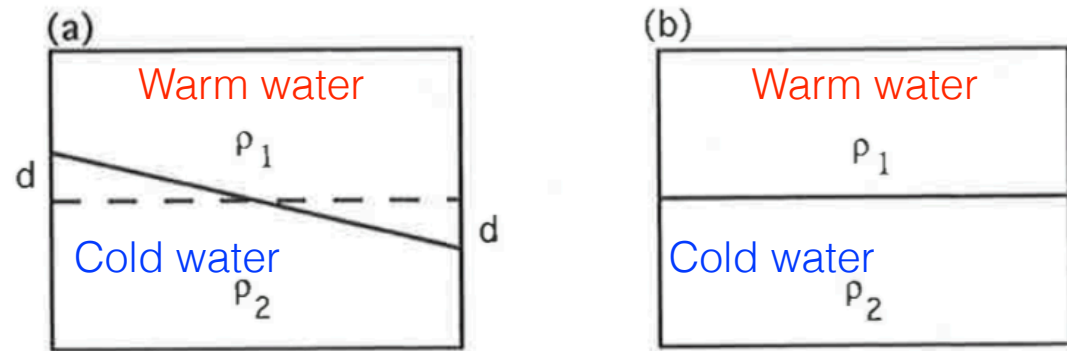 (a)
Warm water
ρ1
d
d
Cold water
ρ2
(b)
Warm water
ρ1
Cold water
ρ2